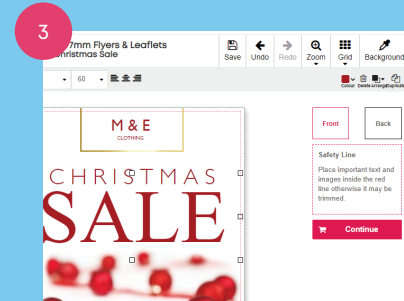 3
7mm Flyers & Leaflets
Christmas Sale
Save Undo Redo Zoom Grid Background
60
Colour Delete Arrange Duplicate
M & E
CLOTHING
CHRISTMAS
SALE
Front Back
Safety Line
Place important text and
images inside the red
line otherwise it may be
trimmed.
Continue